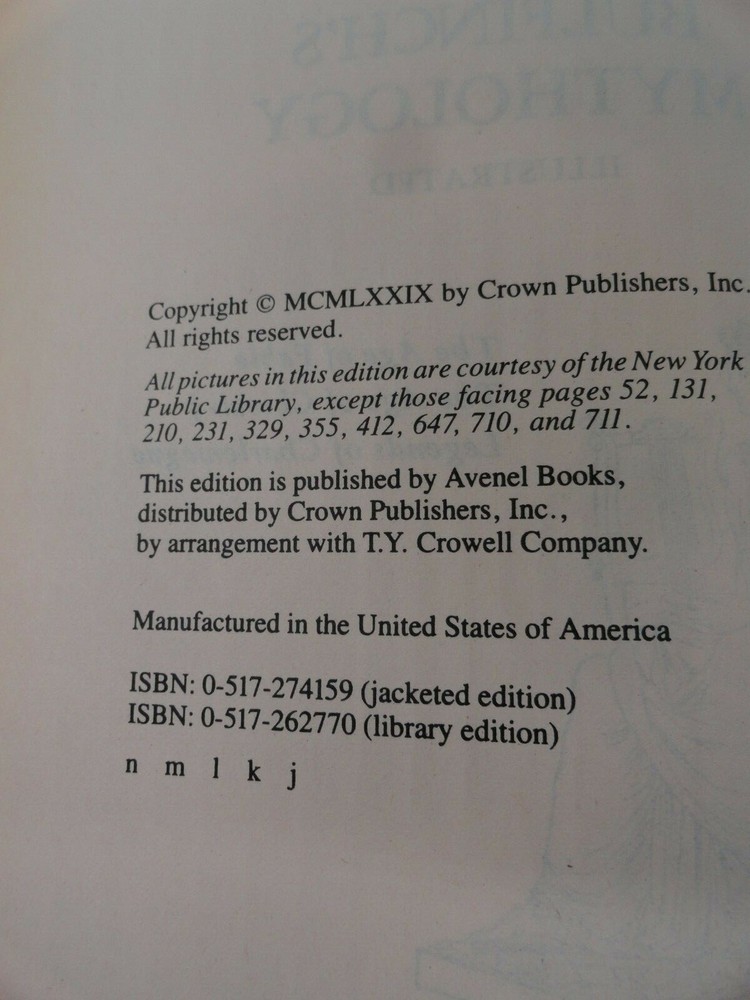 BULFINCH'S
MYTHOLOGY
ILLUSTRATED
Copyright © MCMLXXIX by Crown Publishers, Inc.
All rights reserved.
All pictures in this edition are courtesy of the New York
Public Library, except those facing pages 52, 131,
210, 231, 329, 355, 412, 647, 710, and 711.
This edition is published by Avenel Books,
distributed by Crown Publishers, Inc.,
by arrangement with T.Y. Crowell Company.
Manufactured in the United States of America
ISBN: 0-517-274159 (jacketed edition)
ISBN: 0-517-262770 (library edition)
n m l k j